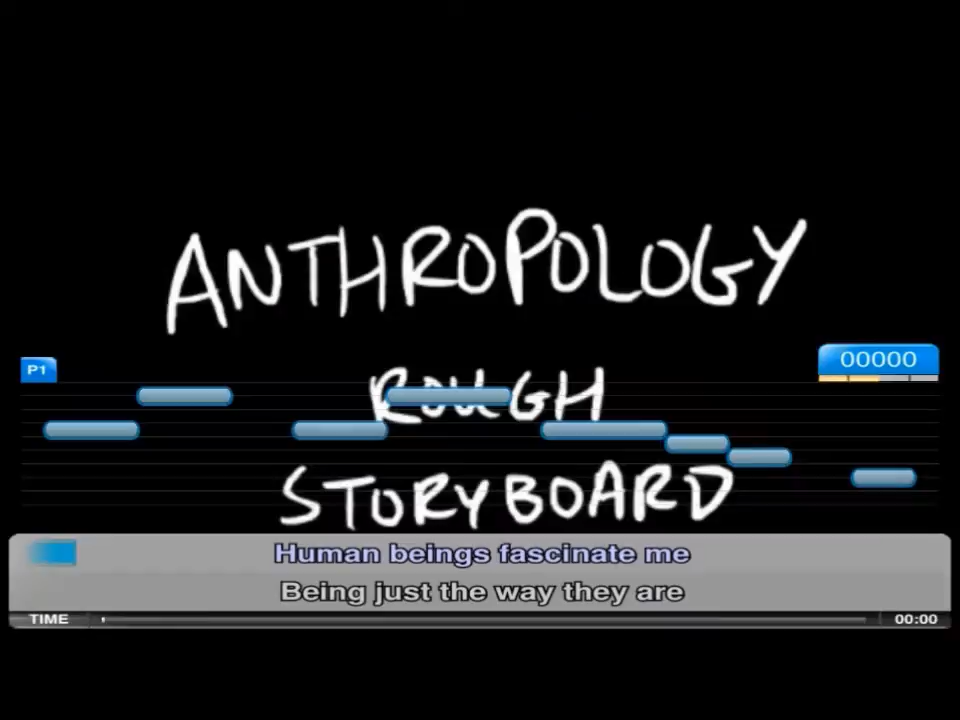 ANTHROPOLOGY
P1
00000
ROUGH
STORYBOARD
Human beings fascinate me
Being just the way they are
TIME 00:00